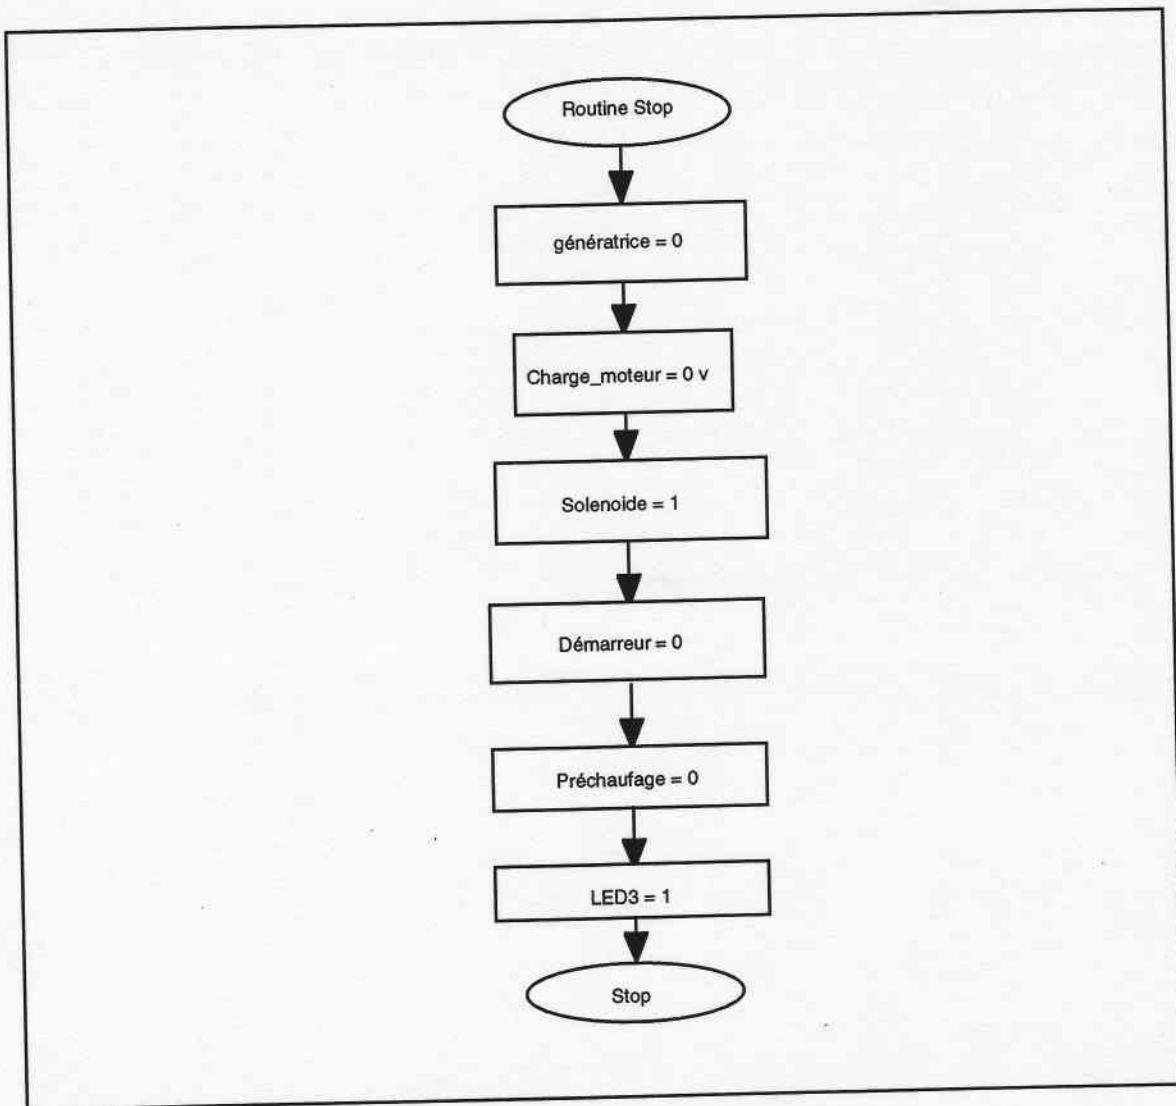 Routine Stop
génératrice = 0
Charge_moteur = 0 v
Solenoide = 1
Démarreur = 0
Préchaufage = 0
LED3 = 1
Stop